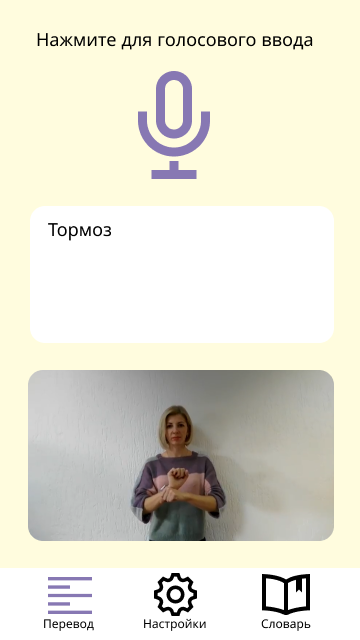 Нажмите для голосового ввода
Тормоз
Перевод
Настройки
Словарь